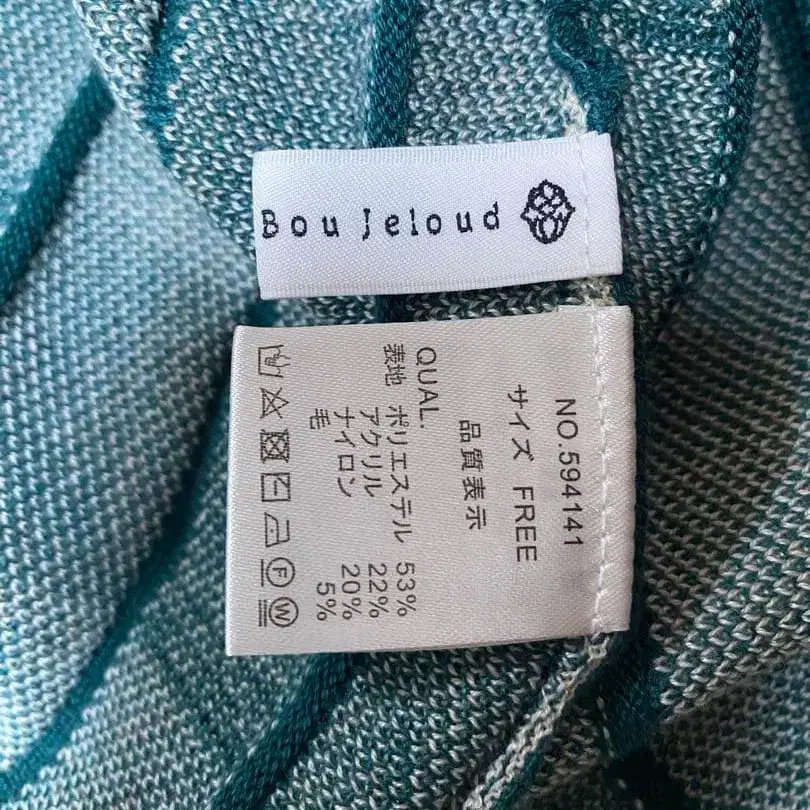 Bou Jeloud
NO.594141
サイズ FREE
品質表示
QUAL.
表地 ポリエステル 53%
アクリル 22%
ナイロン 20%
毛 5%
F
W